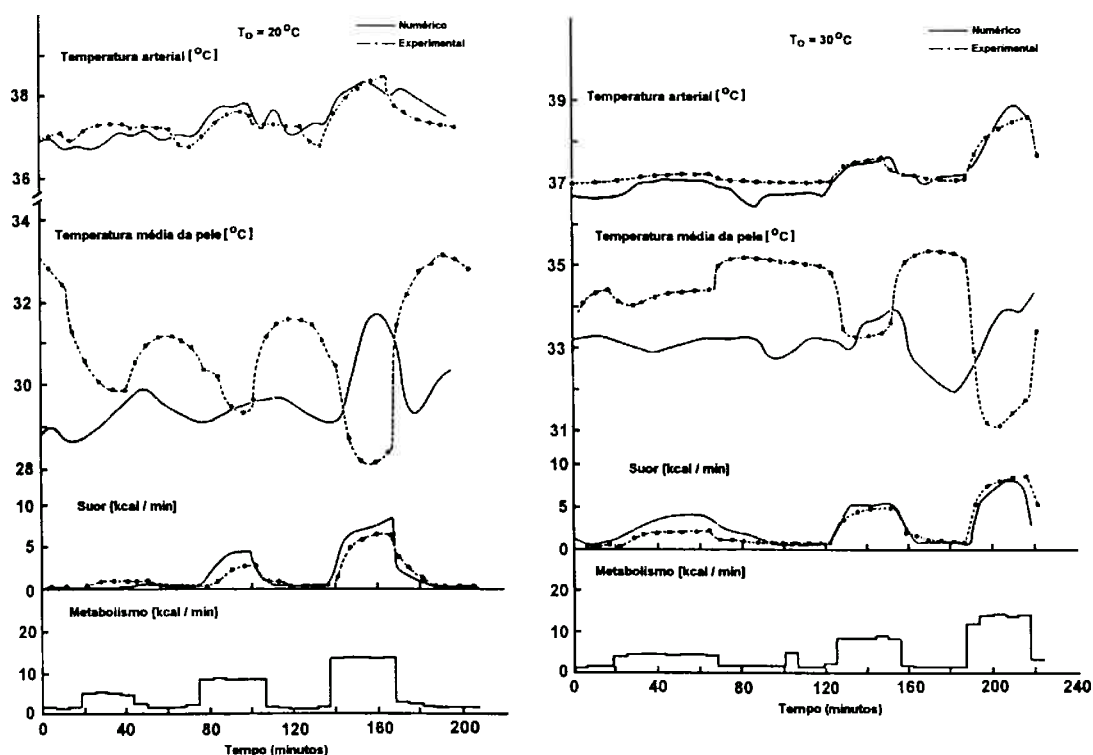 T₀ = 20 °C
Numérico
Experimental
Temperatura arterial [°C]
38
36
34
33
Temperatura média da pele [°C]
31
30
29
28
Suor [kcal / min]
10
5
0
Metabolismo [kcal / min]
20
10
0
0 40 80 120 160 200
Tempo (minutos)
T₀ = 30 °C
Numérico
Experimental
39
Temperatura arterial [°C]
37
Temperatura média da pele [°C]
35
33
31
10
Suor [kcal / min]
5
0
Metabolismo [kcal / min]
20
10
0
0 40 80 120 160 200 240
Tempo (minutos)